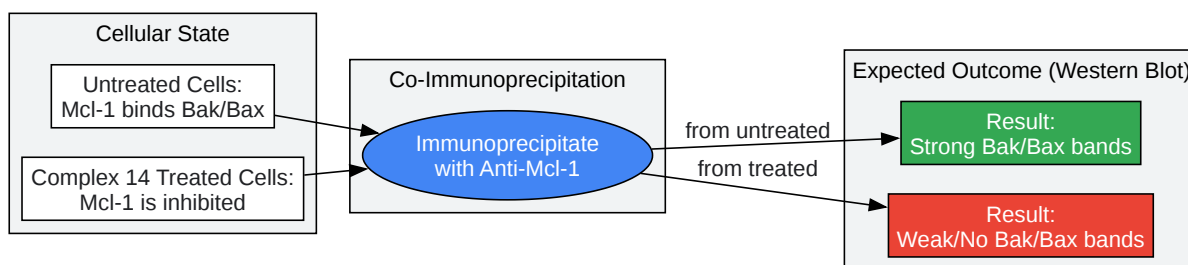 Cellular State
Untreated Cells:
Mcl-1 binds Bak/Bax
Complex 14 Treated Cells:
Mcl-1 is inhibited
Co-Immunoprecipitation
Immunoprecipitate
with Anti-Mcl-1
from untreated
from treated
Expected Outcome (Western Blot)
Result:
Strong Bak/Bax bands
Result:
Weak/No Bak/Bax bands